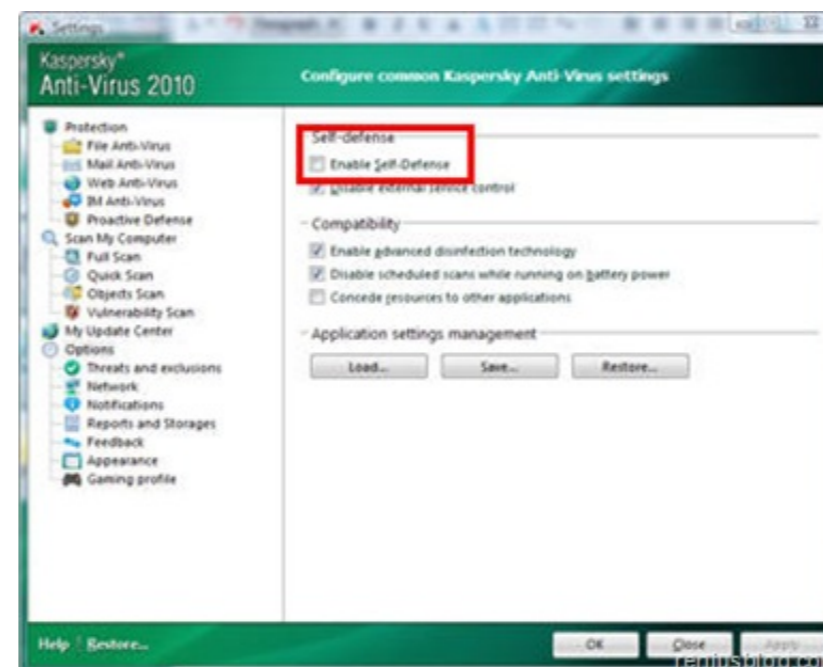 Settings
Kaspersky®
Anti-Virus 2010
Configure common Kaspersky Anti-Virus settings
Protection
File Anti-Virus
Mail Anti-Virus
Web Anti-Virus
IM Anti-Virus
Proactive Defense
Scan My Computer
Full Scan
Quick Scan
Objects Scan
Vulnerability Scan
My Update Center
Options
Threats and exclusions
Network
Notifications
Reports and Storages
Feedback
Appearance
Gaming profile
Self-defense
Enable Self-Defense
Disable external service control
Compatibility
Enable advanced disinfection technology
Disable scheduled scans while running on battery power
Concede resources to other applications
Application settings management
Load... Save... Restore...
Help Restore... OK Close Apply